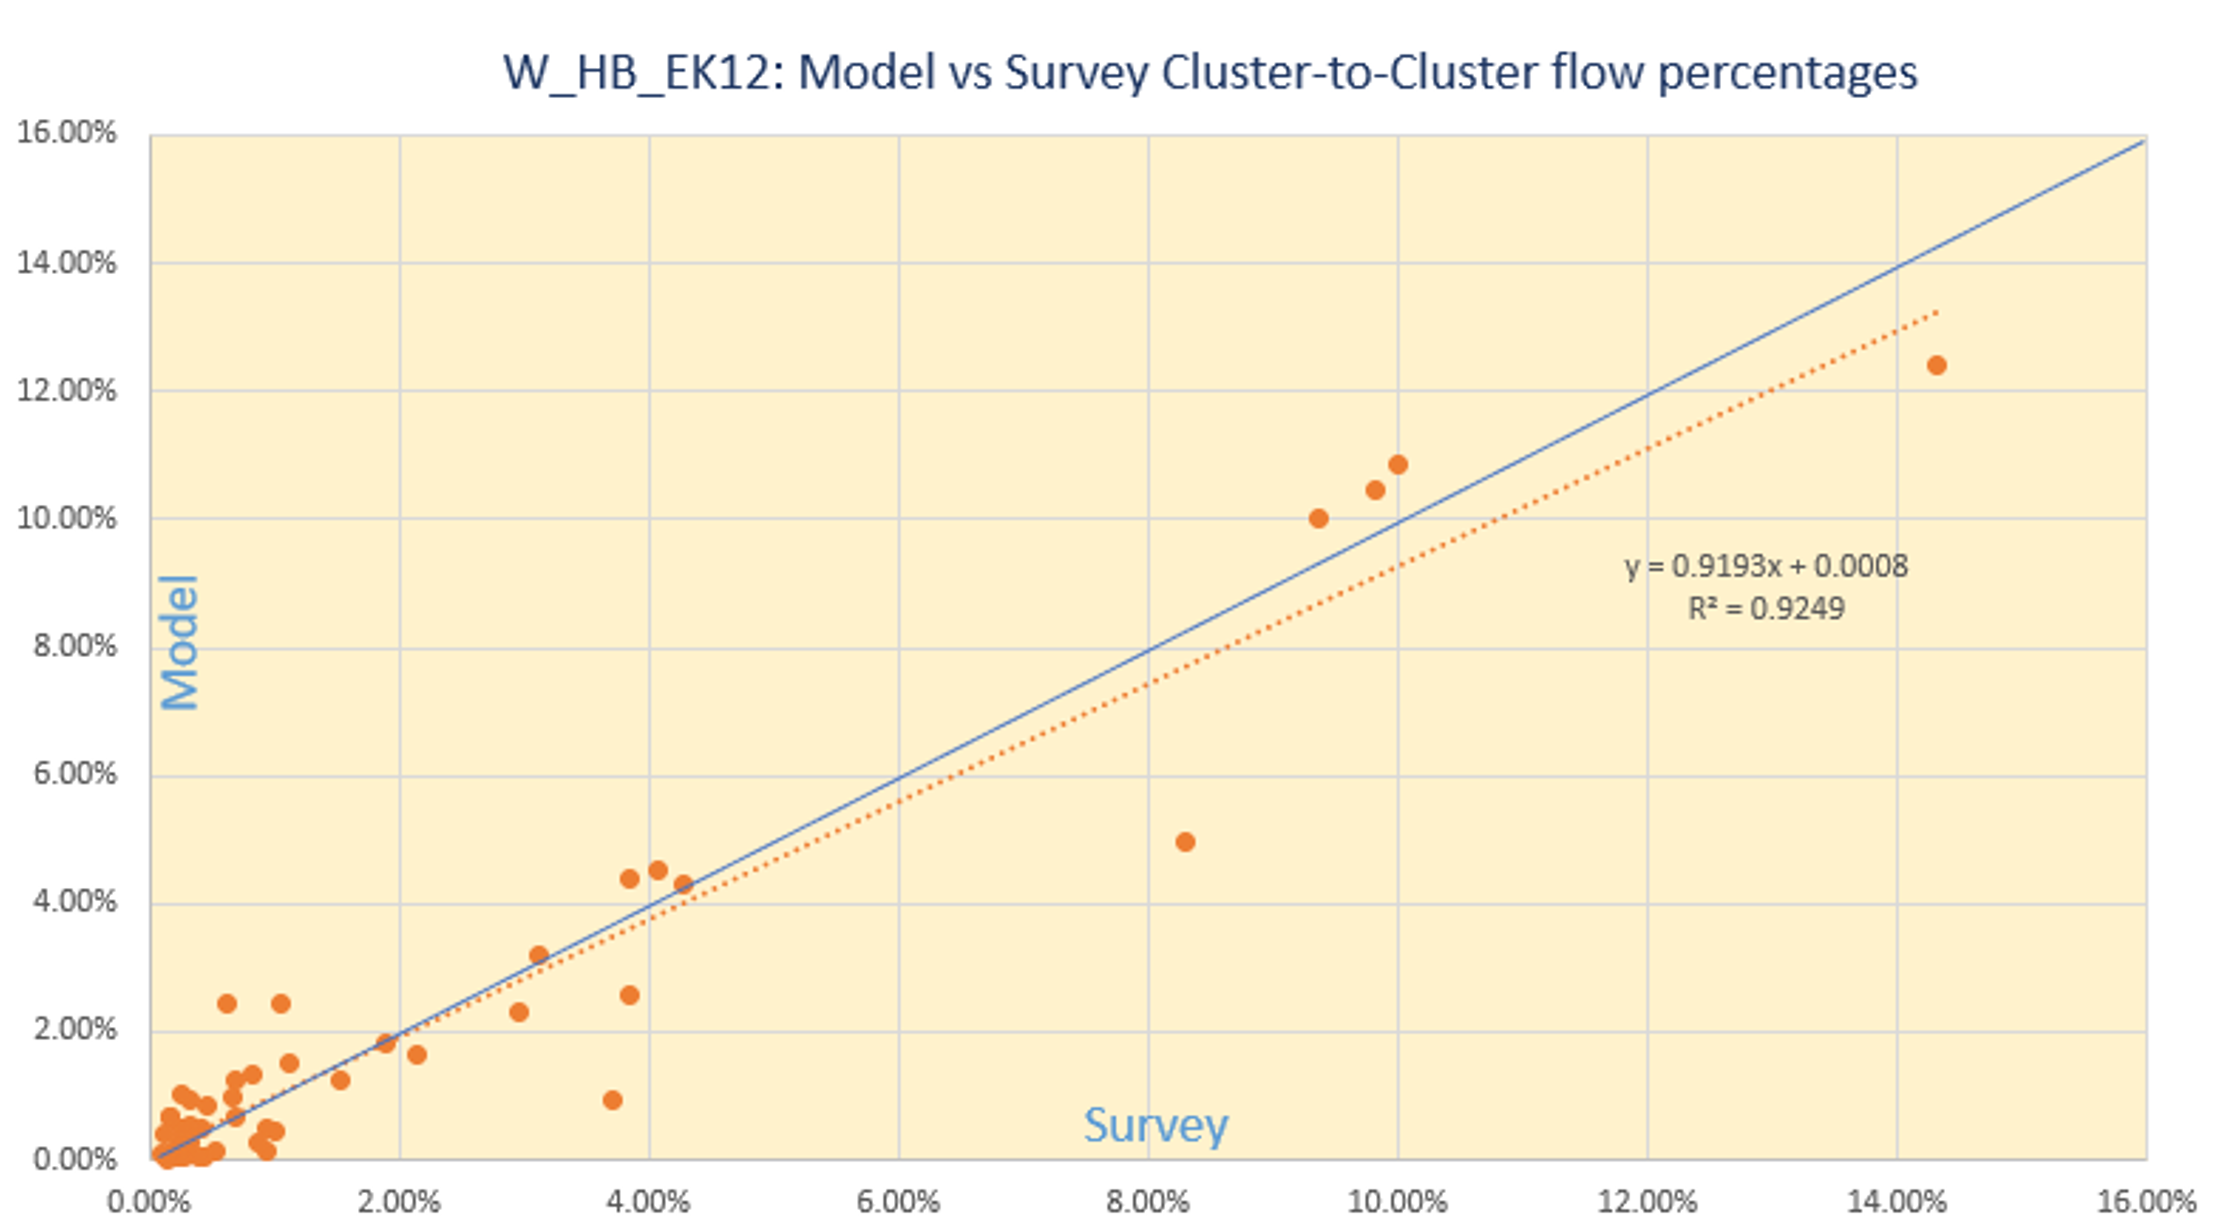 W_HB_EK12: Model vs Survey Cluster-to-Cluster flow percentages
16.00%
14.00%
12.00%
10.00%
8.00%
6.00%
4.00%
2.00%
0.00%
Model
y = 0.9193x + 0.0008
R² = 0.9249
Survey
0.00% 2.00% 4.00% 6.00% 8.00% 10.00% 12.00% 14.00% 16.00%